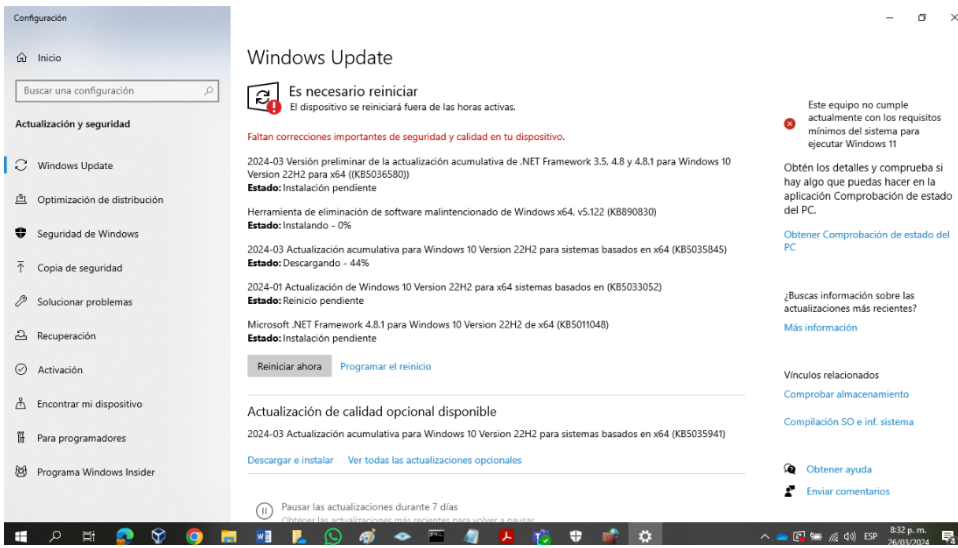 Configuración
Inicio
Buscar una configuración
Actualización y seguridad
Windows Update
Optimización de distribución
Seguridad de Windows
Copia de seguridad
Solucionar problemas
Recuperación
Activación
Encontrar mi dispositivo
Para programadores
Programa Windows Insider
Windows Update
Es necesario reiniciar
El dispositivo se reiniciará fuera de las horas activas.
Faltan correcciones importantes de seguridad y calidad en tu dispositivo.
2024-03 Versión preliminar de la actualización acumulativa de .NET Framework 3.5, 4.8 y 4.8.1 para Windows 10
Version 22H2 para x64 ((KB5036580))
Estado: Instalación pendiente
Herramienta de eliminación de software malintencionado de Windows x64, v5.122 (KB890830)
Estado: Instalando - 0%
2024-03 Actualización acumulativa para Windows 10 Version 22H2 para sistemas basados en x64 (KB5035845)
Estado: Descargando - 44%
2024-01 Actualización de Windows 10 Version 22H2 para x64 sistemas basados en (KB5033052)
Estado: Reinicio pendiente
Microsoft .NET Framework 4.8.1 para Windows 10 Version 22H2 de x64 (KB5011048)
Estado: Instalación pendiente
Reiniciar ahora Programar el reinicio
Actualización de calidad opcional disponible
2024-03 Actualización acumulativa para Windows 10 Version 22H2 para sistemas basados en x64 (KB5035941)
Descargar e instalar Ver todas las actualizaciones opcionales
Pausar las actualizaciones durante 7 días
Obtener las actualizaciones más recientes para volver a pausar
Este equipo no cumple
actualmente con los requisitos
mínimos del sistema para
ejecutar Windows 11
Obtén los detalles y comprueba si
hay algo que puedas hacer en la
aplicación Comprobación de estado
del PC.
Obtener Comprobación de estado del
PC
¿Buscas información sobre las
actualizaciones más recientes?
Más información
Vínculos relacionados
Comprobar almacenamiento
Compilación SO e inf. sistema
Obtener ayuda
Enviar comentarios
ESP
8:32 p. m.
26/03/2024